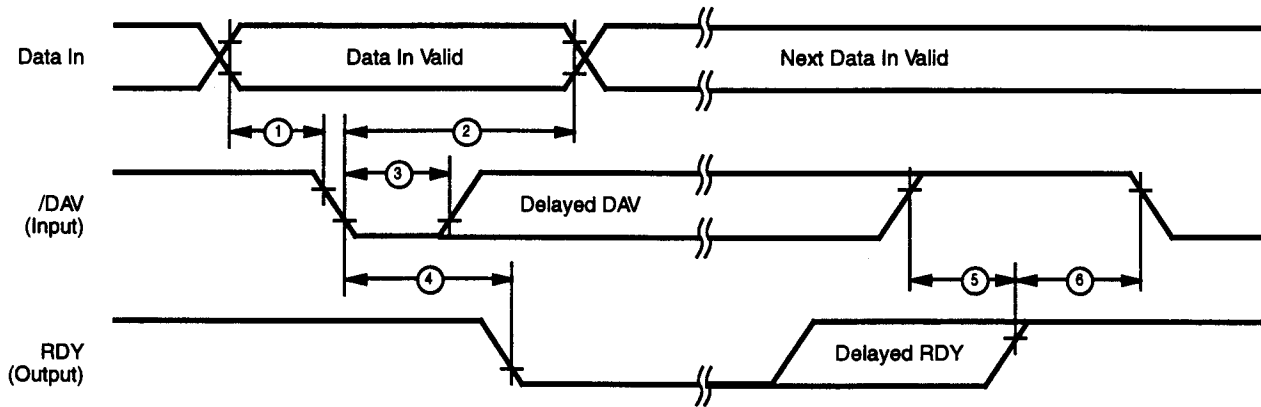 Data In
Data In Valid
Next Data In Valid
1
2
3
/DAV
(Input)
Delayed DAV
4
5
6
RDY
(Output)
Delayed RDY